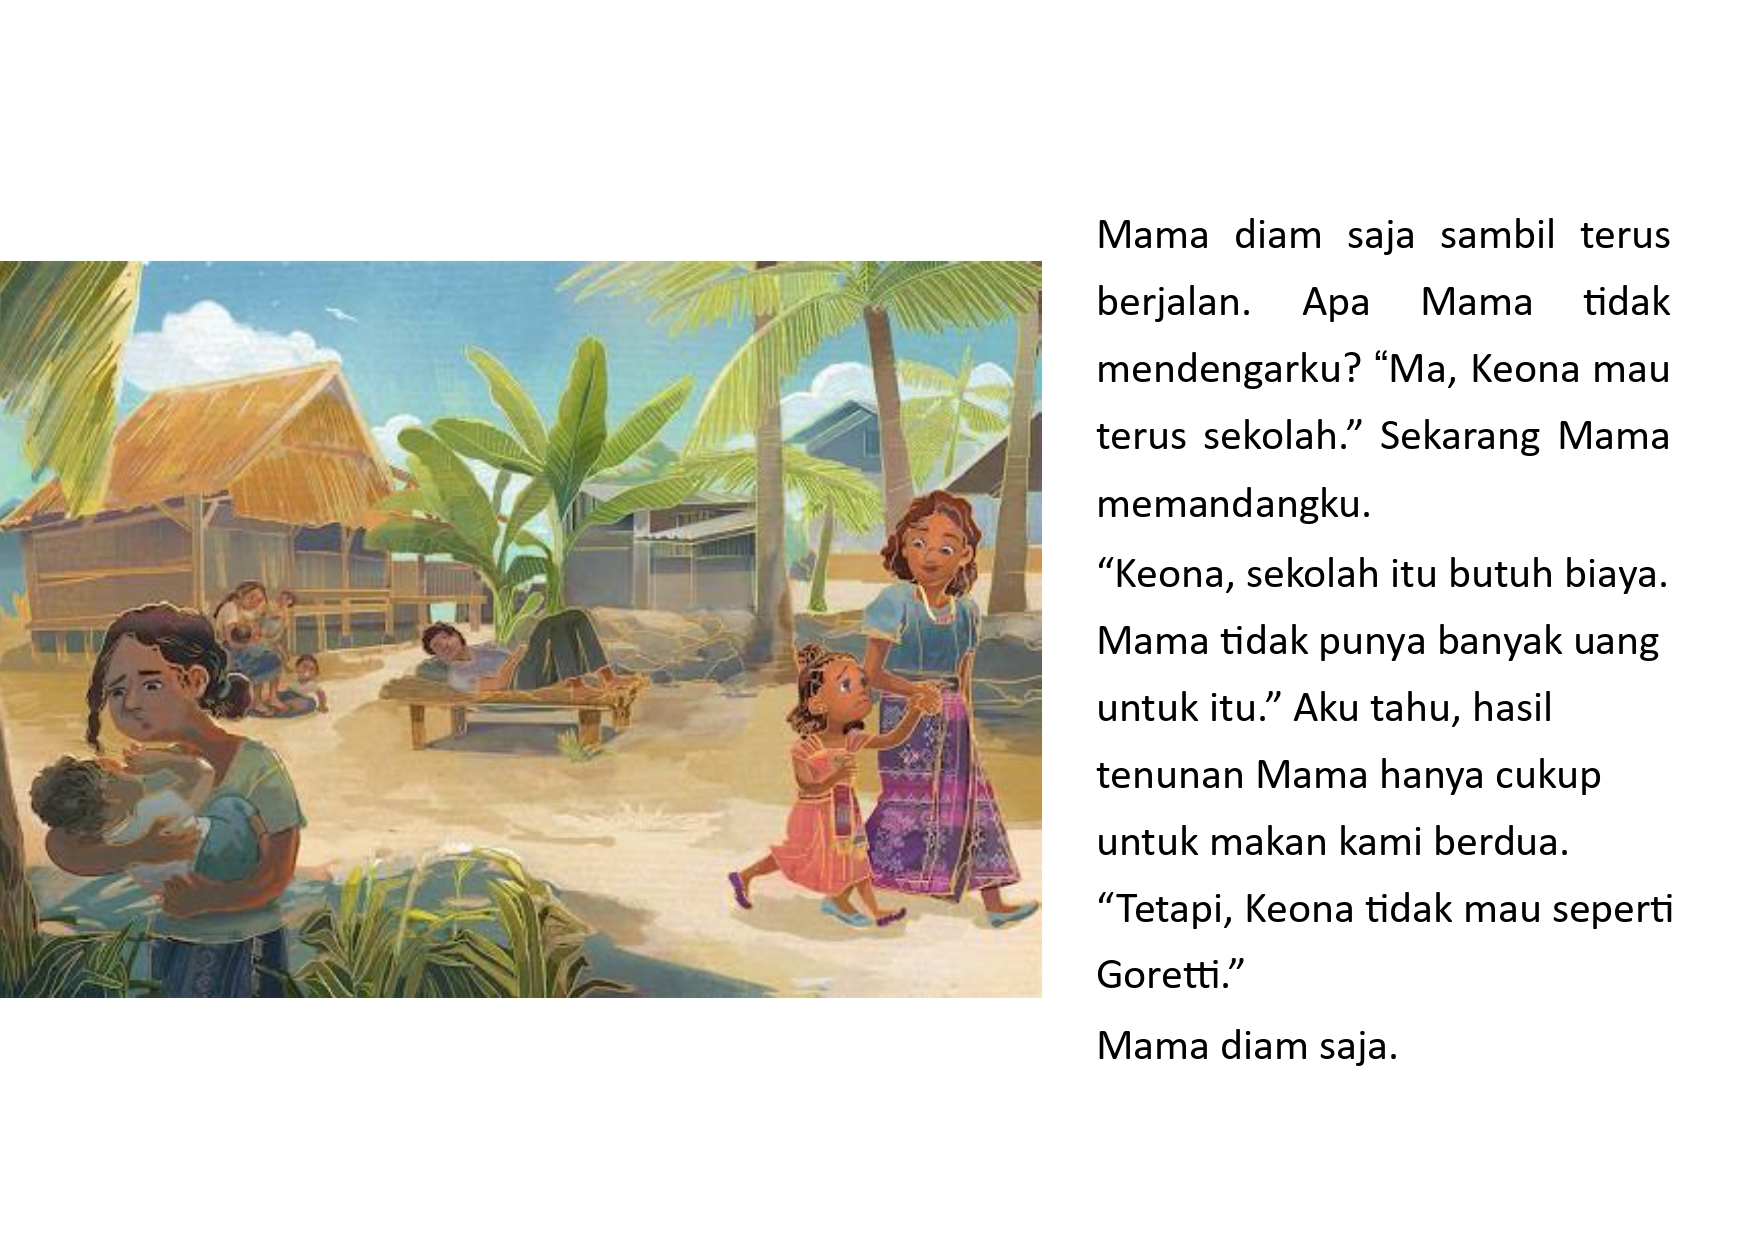 Mama diam saja sambil terus
berjalan. Apa Mama tidak
mendengarku? “Ma, Keona mau
terus sekolah.” Sekarang Mama
memandangku.
“Keona, sekolah itu butuh biaya.
Mama tidak punya banyak uang
untuk itu.” Aku tahu, hasil
tenunan Mama hanya cukup
untuk makan kami berdua.
“Tetapi, Keona tidak mau seperti
Goretti.”
Mama diam saja.